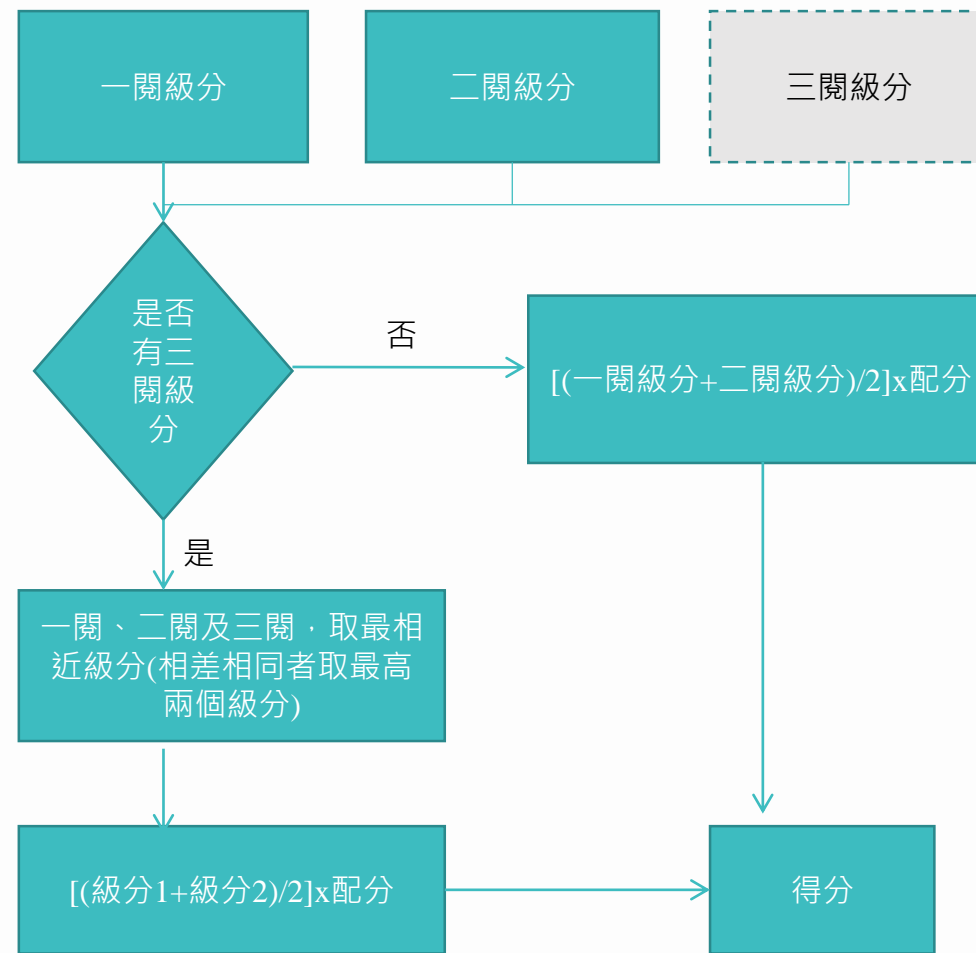 一閱級分
二閱級分
三閱級分
是否
有三
閱級
分
否
[(一閱級分+二閱級分)/2]x配分
是
一閱、二閱及三閱，取最相
近級分(相差相同者取最高
兩個級分)
[(級分1+級分2)/2]x配分
得分